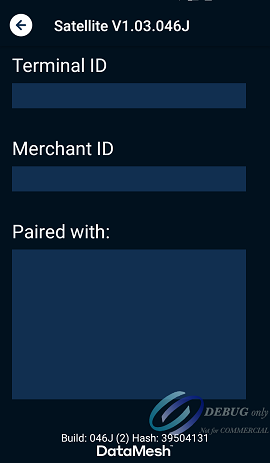 Satellite V1.03.046J
Terminal ID
Merchant ID
Paired with:
DEBUG only
Not for COMMERCIAL
Build: 046J (2) Hash: 39504131
DataMesh